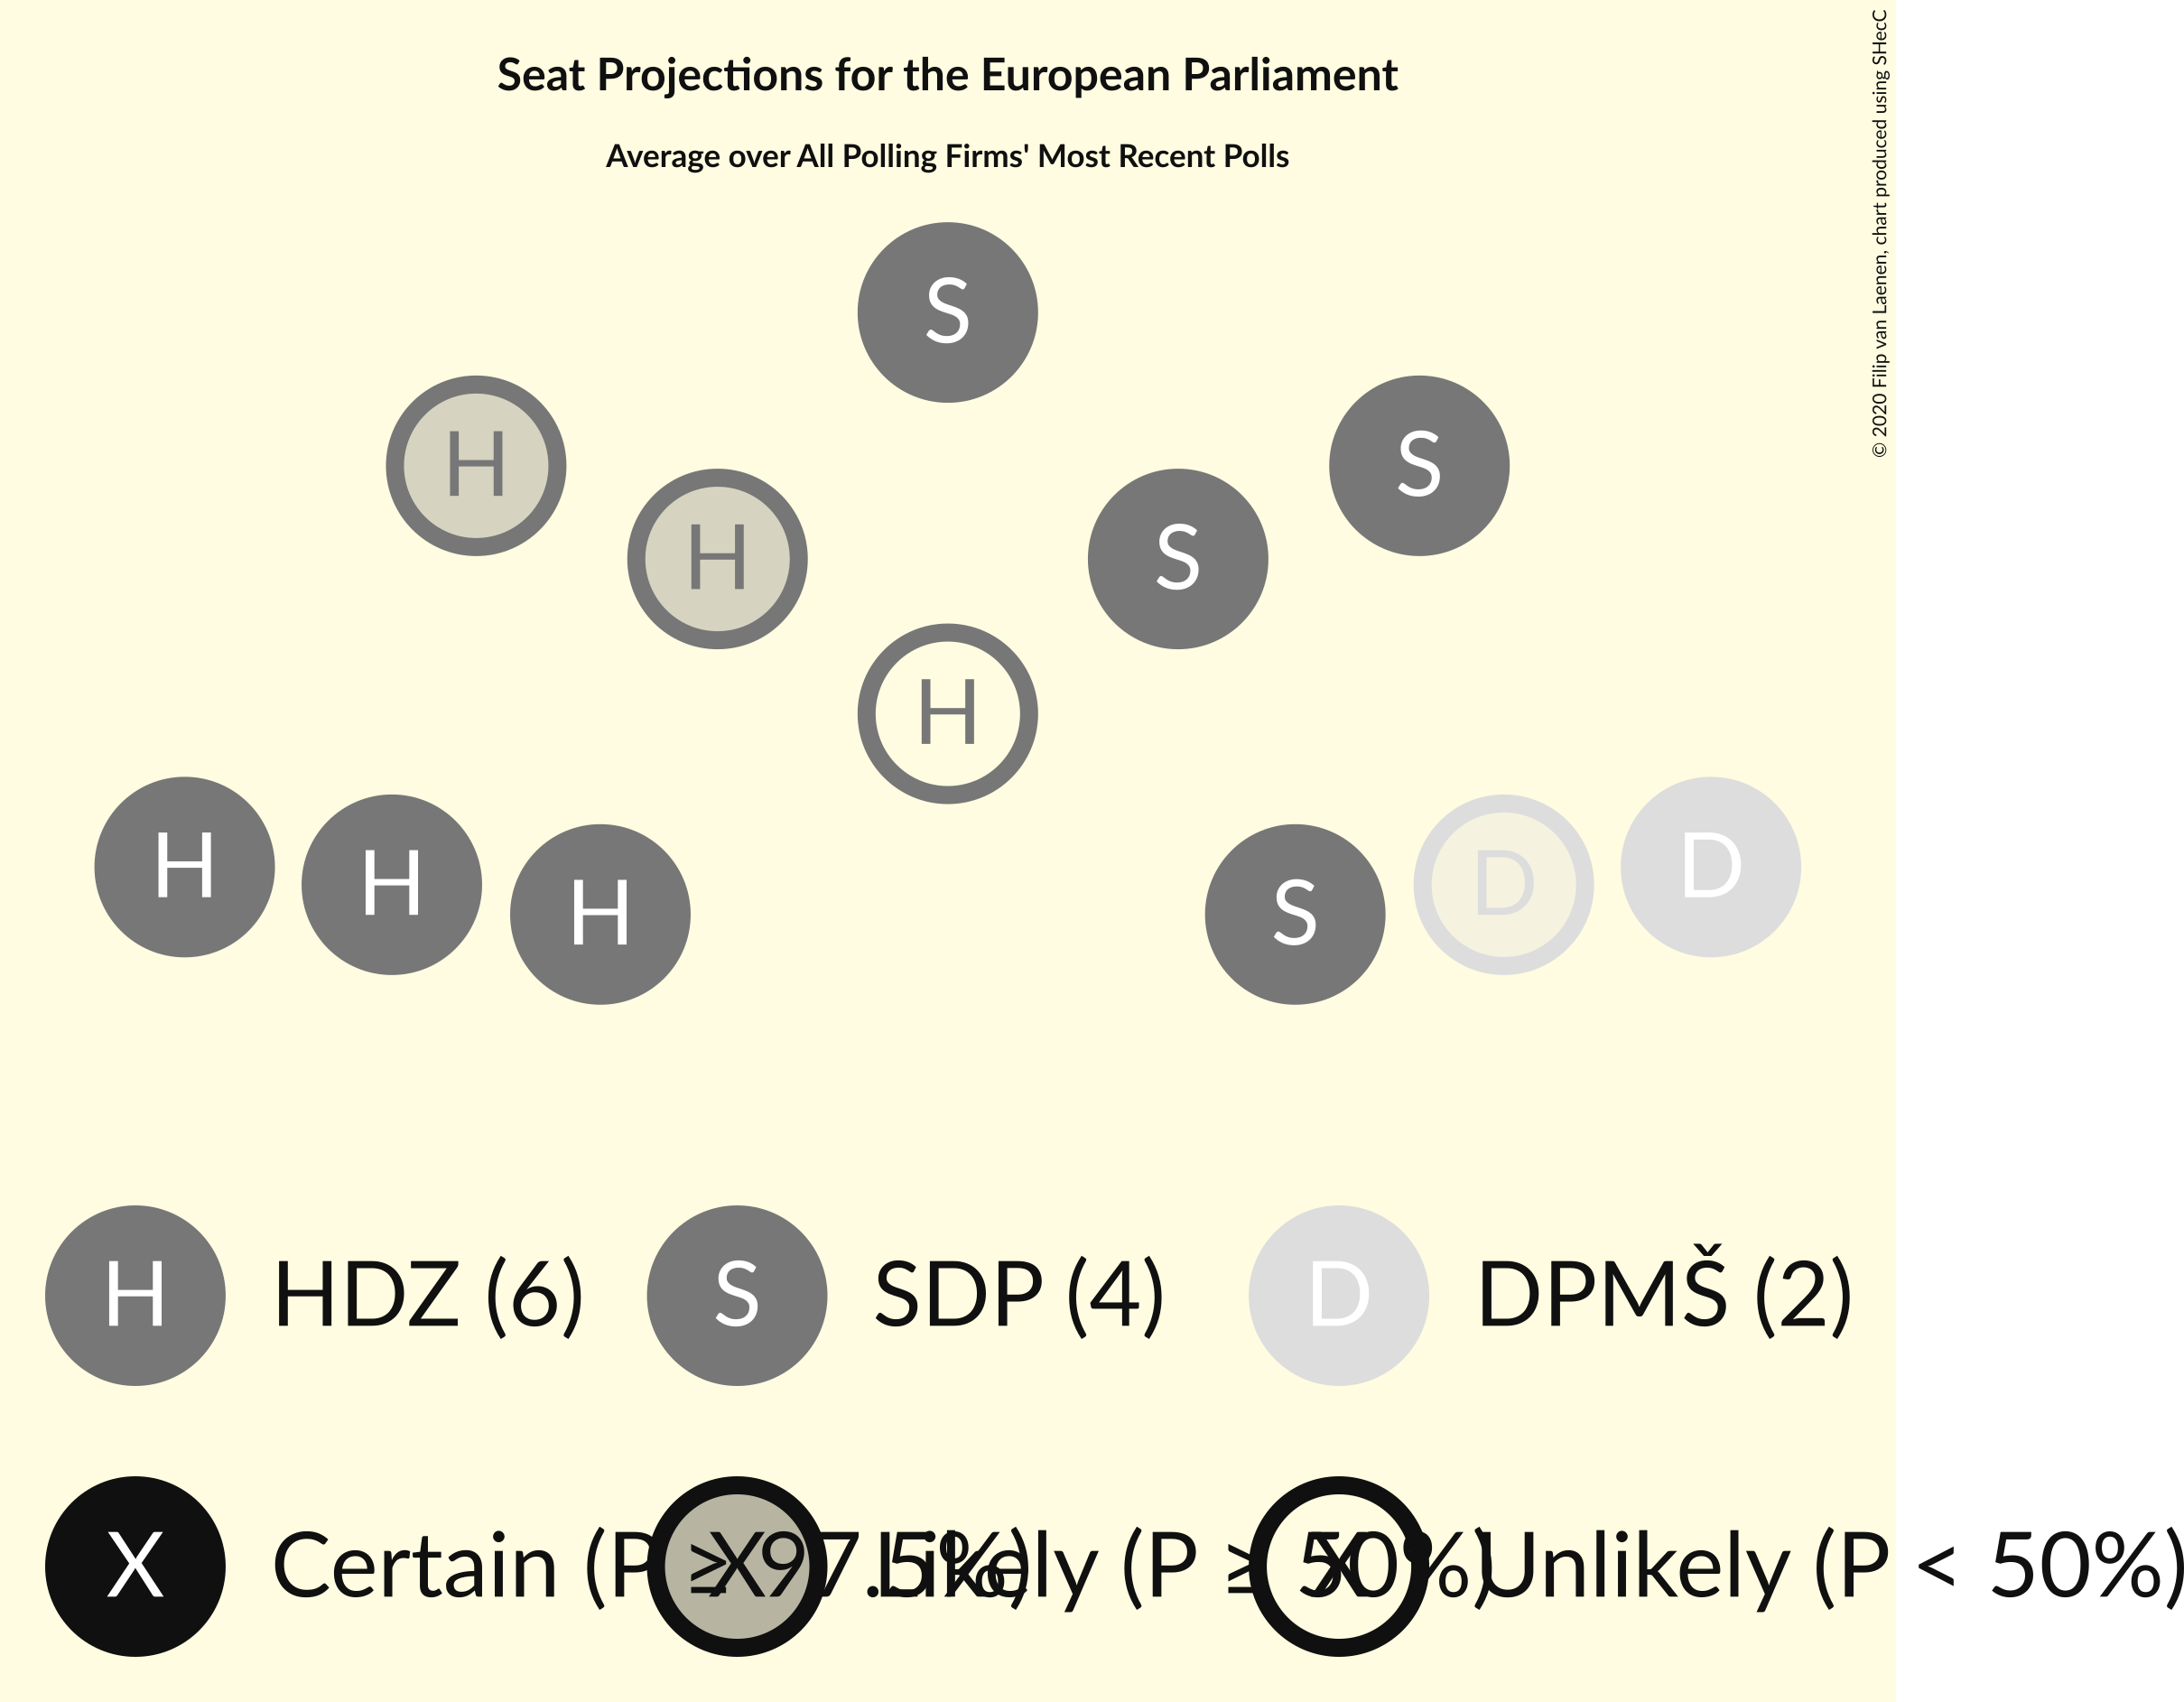 Seat Projections for the European Parliament
Average over All Polling Firms' Most Recent Polls
© 2020 Filip van Laenen, chart produced using SHecC
S
H
S
H
S
H
H
H
H
S
D
D
H HDZ (6) S SDP (4) D DPMŠ (2)
X Certain (P ≥ 97.5%) X Likely (P ≥ 50%) X Unlikely (P < 50%)